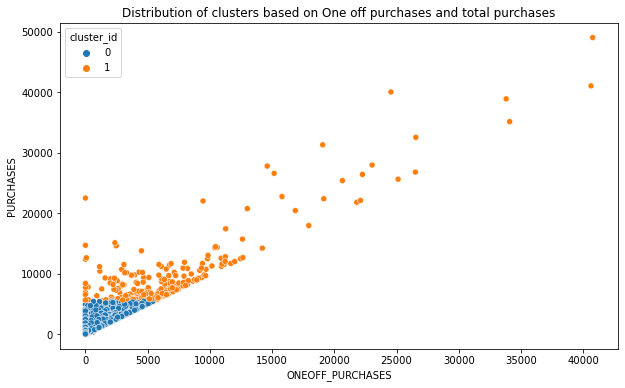 Distribution of clusters based on One off purchases and total purchases
cluster_id
0
1
50000
40000
30000
20000
10000
0
PURCHASES
0 5000 10000 15000 20000 25000 30000 35000 40000
ONEOFF_PURCHASES